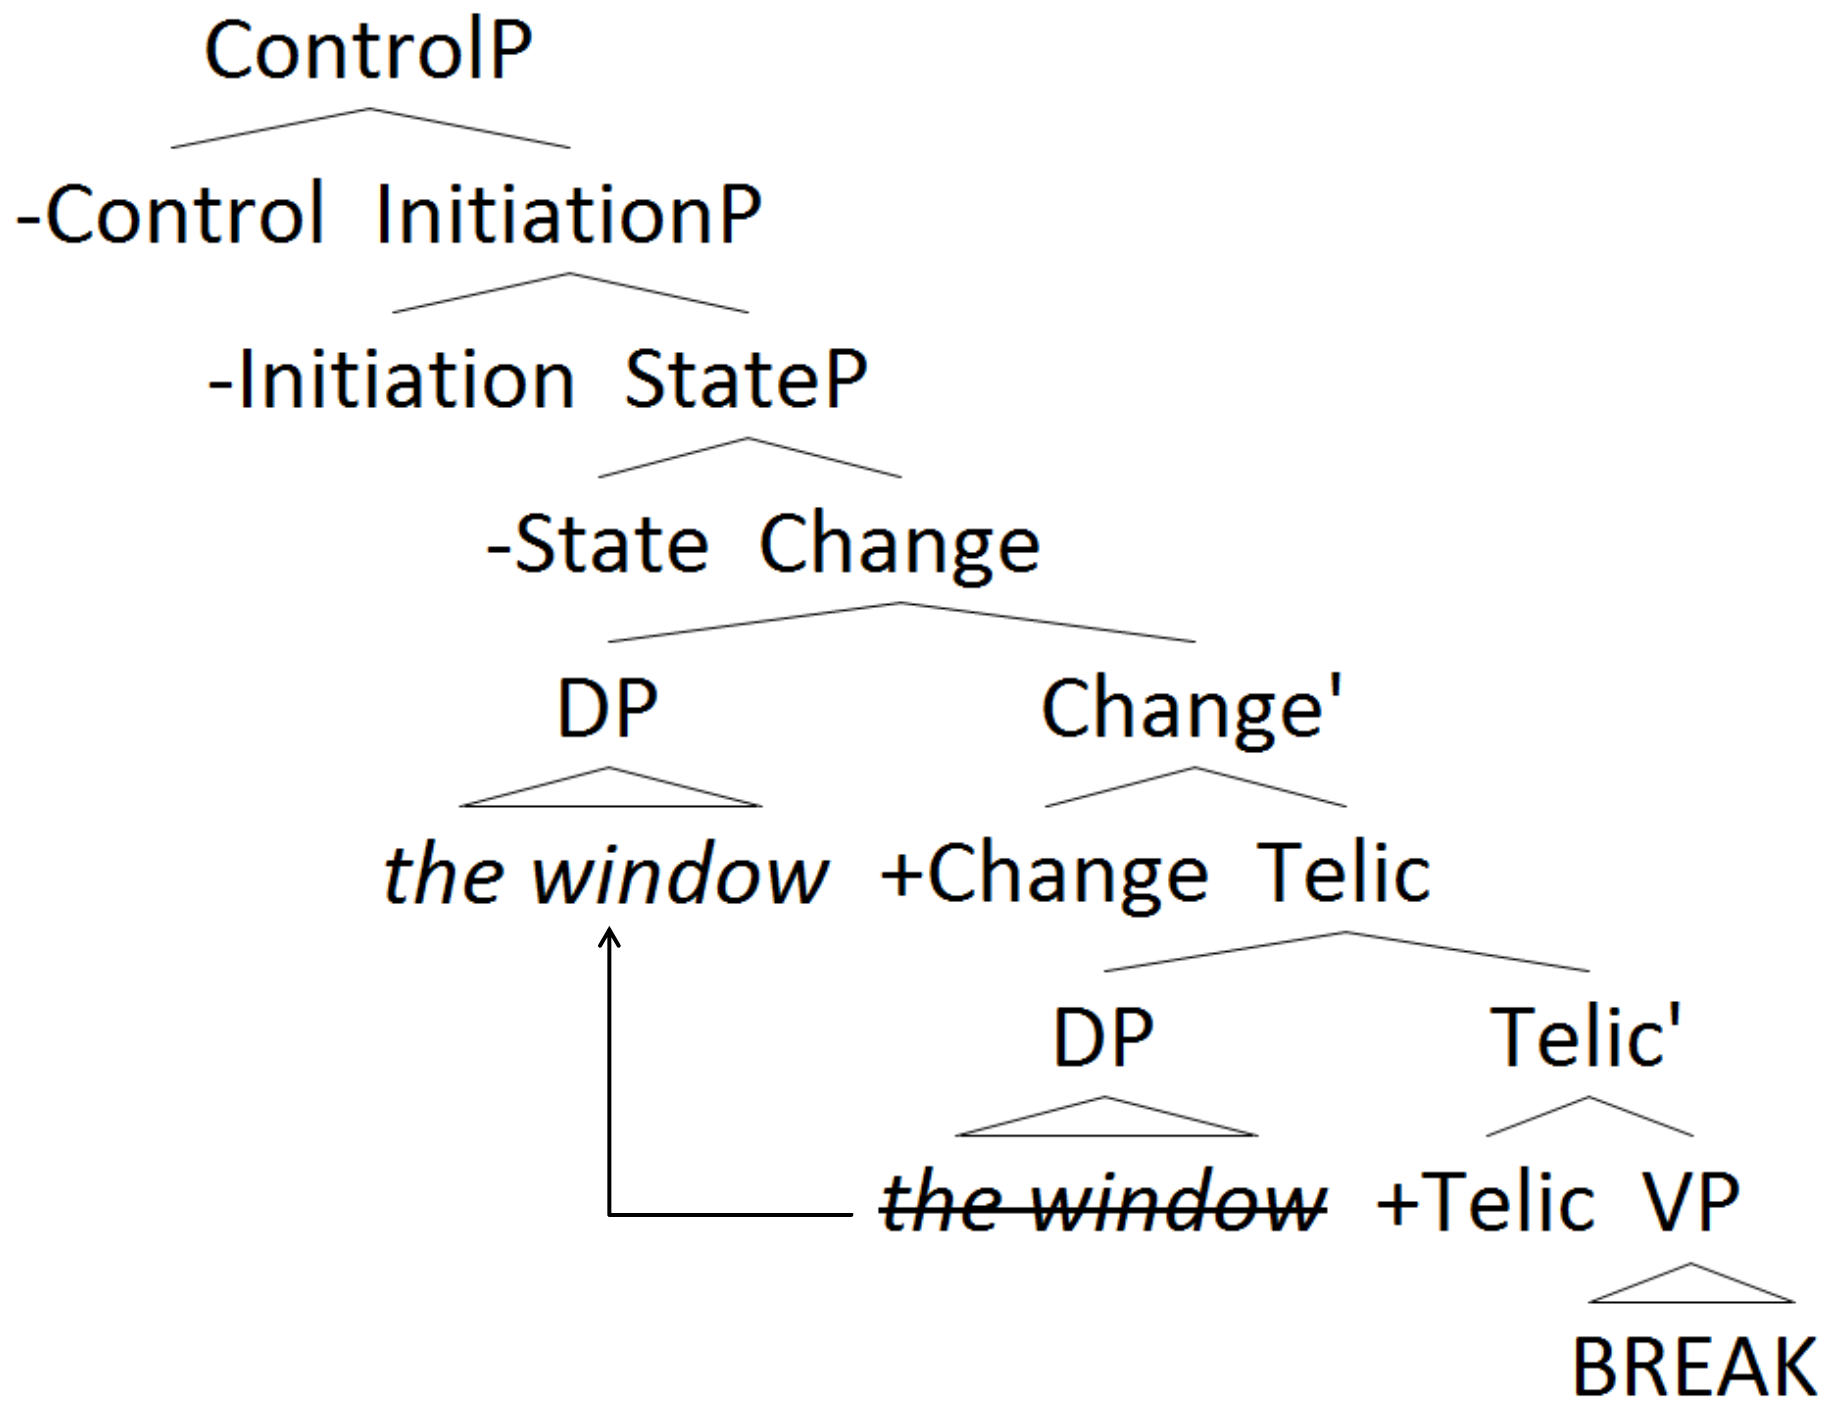 ControlP
-Control InitiationP
-Initiation StateP
-State Change
DP Change'
the window +Change Telic
DP Telic'
the window +Telic VP
BREAK